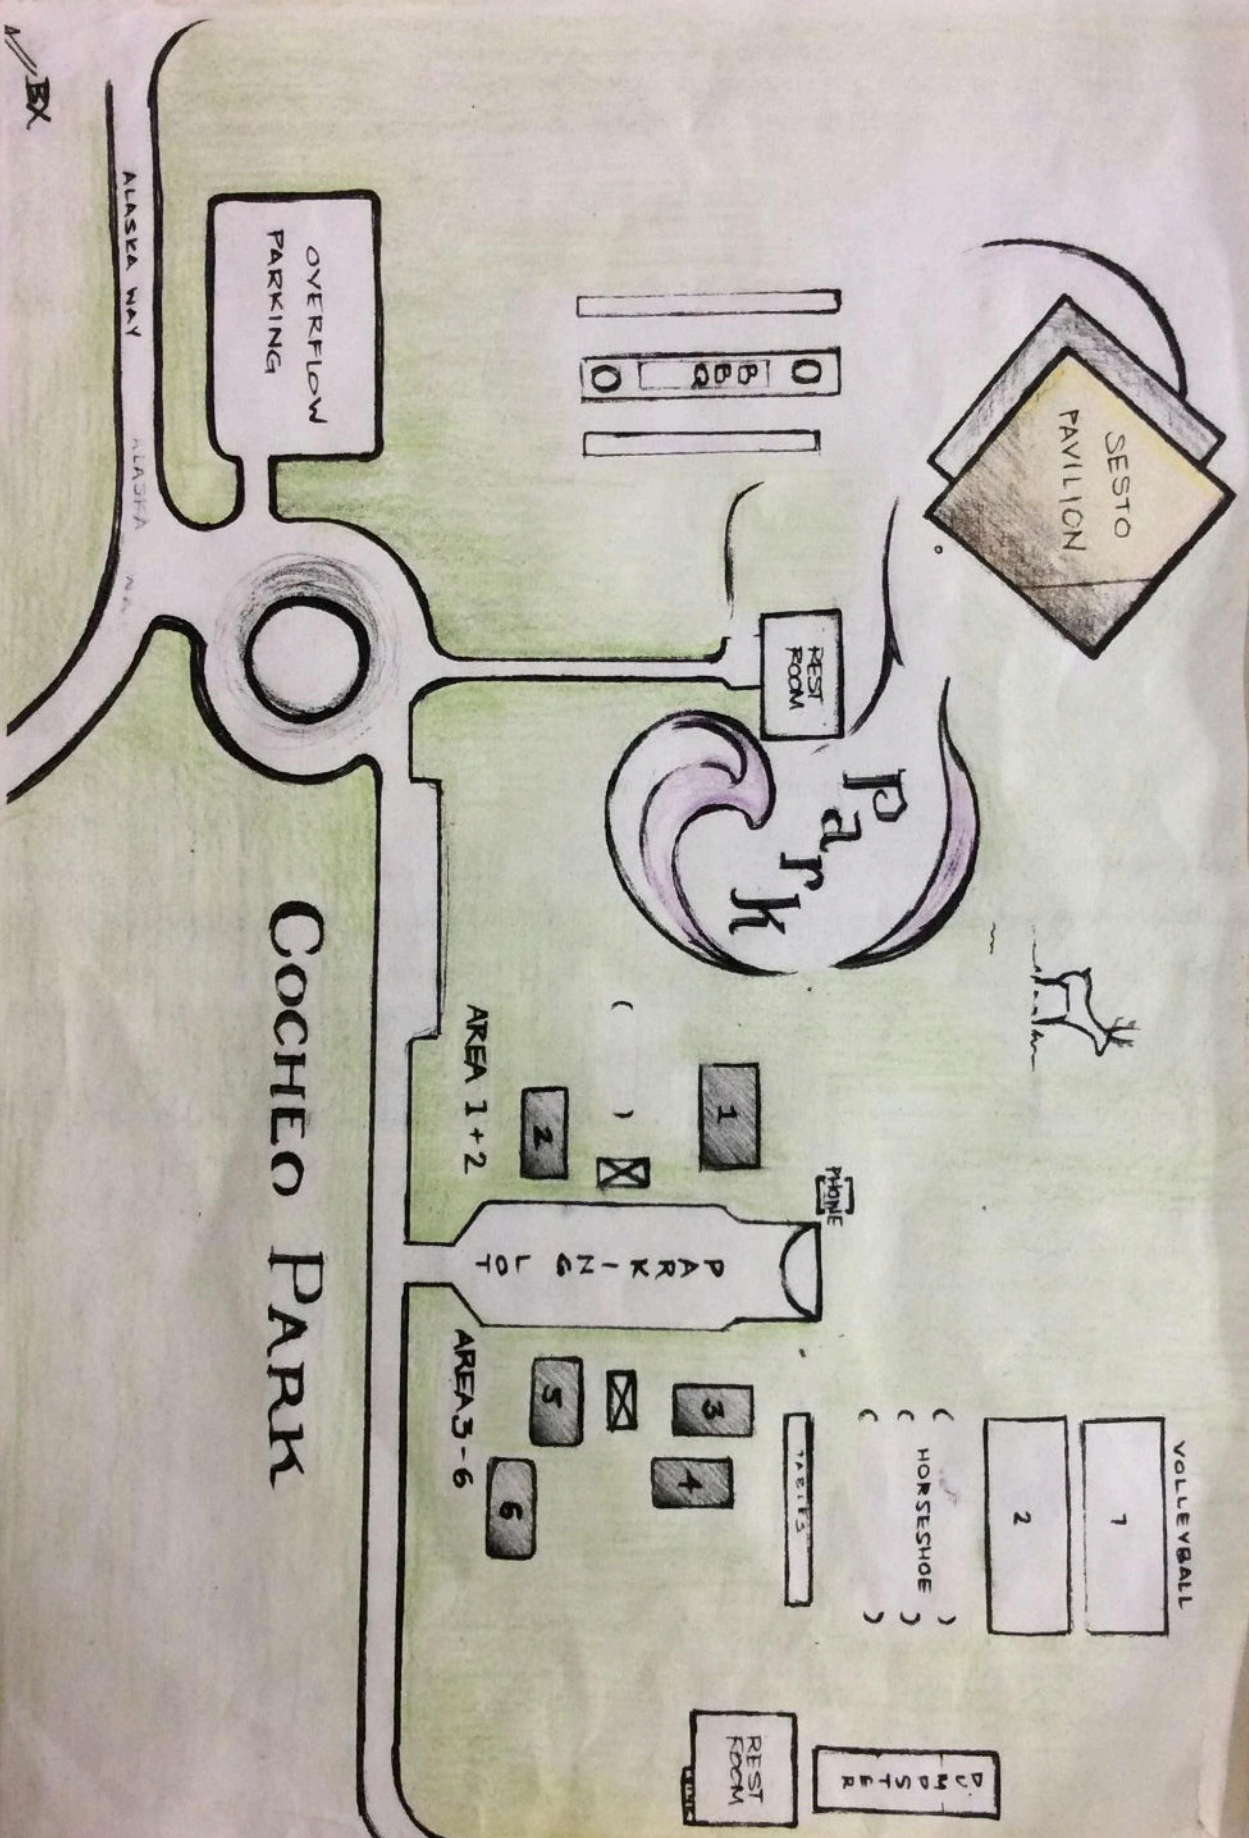 VOLLEYBALL
1
2
HORSESHOE
TABLES
DUMPSTER
REST
ROOM
SESTO
PAVILION
BBQ
REST
ROOM
Park
PHONE
1
2
AREA 1+2
PARKING LOT
3
4
5
6
AREA 3-6
OVERFLOW
PARKING
COCHEO PARK
ALASKA WAY
ALASKA
BX